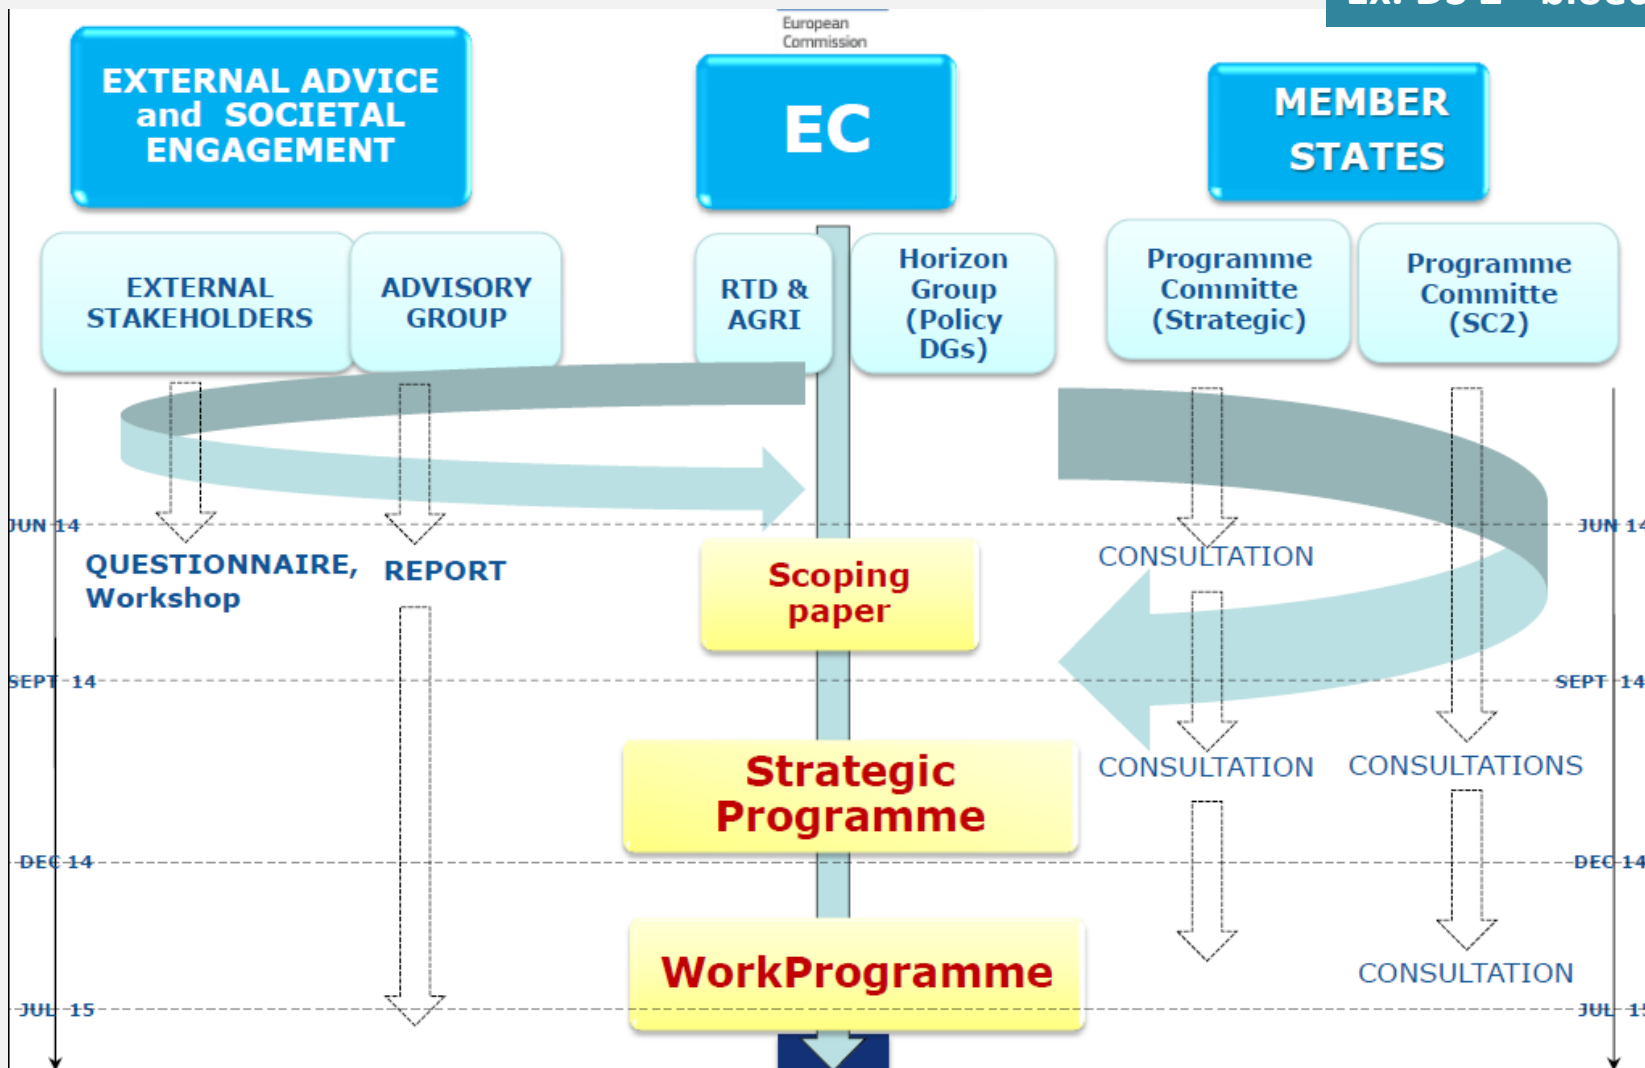 European
Commission
EXTERNAL ADVICE
and SOCIETAL
ENGAGEMENT
EC
MEMBER
STATES
EXTERNAL
STAKEHOLDERS
ADVISORY
GROUP
RTD &
AGRI
Horizon
Group
(Policy
DGs)
Programme
Committe
(Strategic)
Programme
Committe
(SC2)
JUN 14
JUN 14
QUESTIONNAIRE,
Workshop
REPORT
Scoping
paper
CONSULTATION
SEPT 14
SEPT 14
Strategic
Programme
CONSULTATION
CONSULTATIONS
DEC 14
DEC 14
WorkProgramme
CONSULTATION
JUL 15
JUL 15